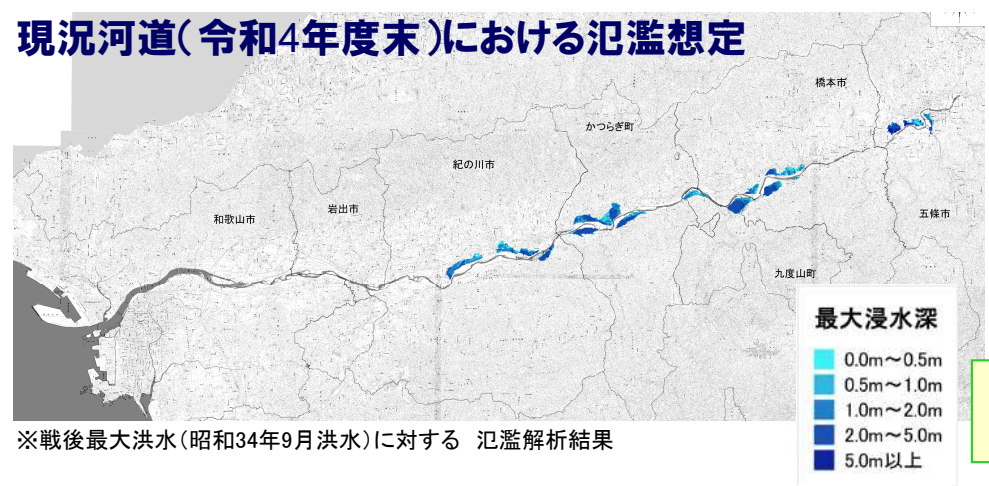 現況河道(令和4年度末)における氾濫想定
橋本市
かつらぎ町
紀の川市
和歌山市
岩出市
五條市
九度山町
最大浸水深
0.0m～0.5m
0.5m～1.0m
1.0m～2.0m
2.0m～5.0m
5.0m以上
※戦後最大洪水(昭和34年9月洪水)に対する 氾濫解析結果